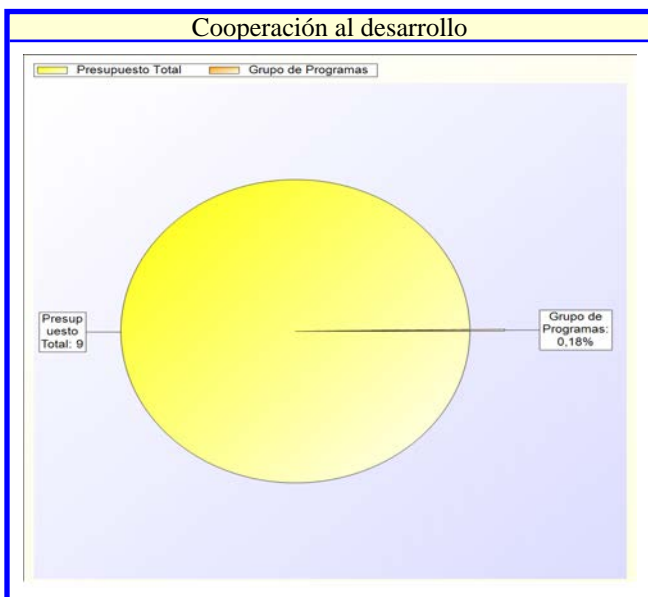 Cooperación al desarrollo
Presupuesto Total Grupo de Programas
Presup
uesto
Total: 9
Grupo de
Programas:
0,18%